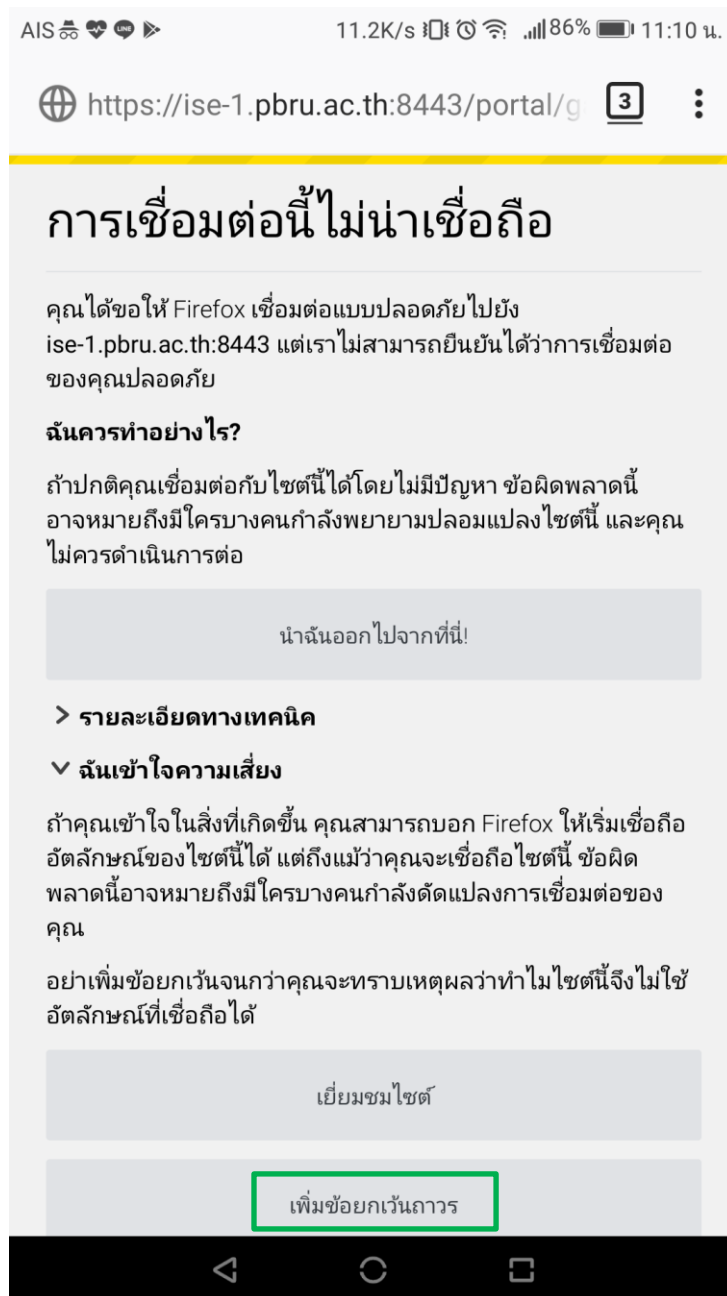 AIS 11.2K/s 86% 11:10 น.
https://ise-1.pbru.ac.th:8443/portal/g 3
การเชื่อมต่อนี้ไม่น่าเชื่อถือ
คุณได้ขอให้ Firefox เชื่อมต่อแบบปลอดภัยไปยัง
ise-1.pbru.ac.th:8443 แต่เราไม่สามารถยืนยันได้ว่าการเชื่อมต่อ
ของคุณปลอดภัย
ฉันควรทำอย่างไร?
ถ้าปกติคุณเชื่อมต่อกับไซต์นี้ได้โดยไม่มีปัญหา ข้อผิดพลาดนี้
อาจหมายถึงมีใครบางคนกำลังพยายามปลอมแปลงไซต์นี้ และคุณ
ไม่ควรดำเนินการต่อ
นำฉันออกไปจากที่นี่!
รายละเอียดทางเทคนิค
ฉันเข้าใจความเสี่ยง
ถ้าคุณเข้าใจในสิ่งที่เกิดขึ้น คุณสามารถบอก Firefox ให้เริ่มเชื่อถือ
อัตลักษณ์ของไซต์นี้ได้ แต่ถึงแม้ว่าคุณจะเชื่อถือไซต์นี้ ข้อผิด
พลาดนี้อาจหมายถึงมีใครบางคนกำลังดัดแปลงการเชื่อมต่อของ
คุณ
อย่าเพิ่มข้อยกเว้นจนกว่าคุณจะทราบเหตุผลว่าทำไมไซต์นี้จึงไม่ใช้
อัตลักษณ์ที่เชื่อถือได้
เยี่ยมชมไซต์
เพิ่มข้อยกเว้นถาวร